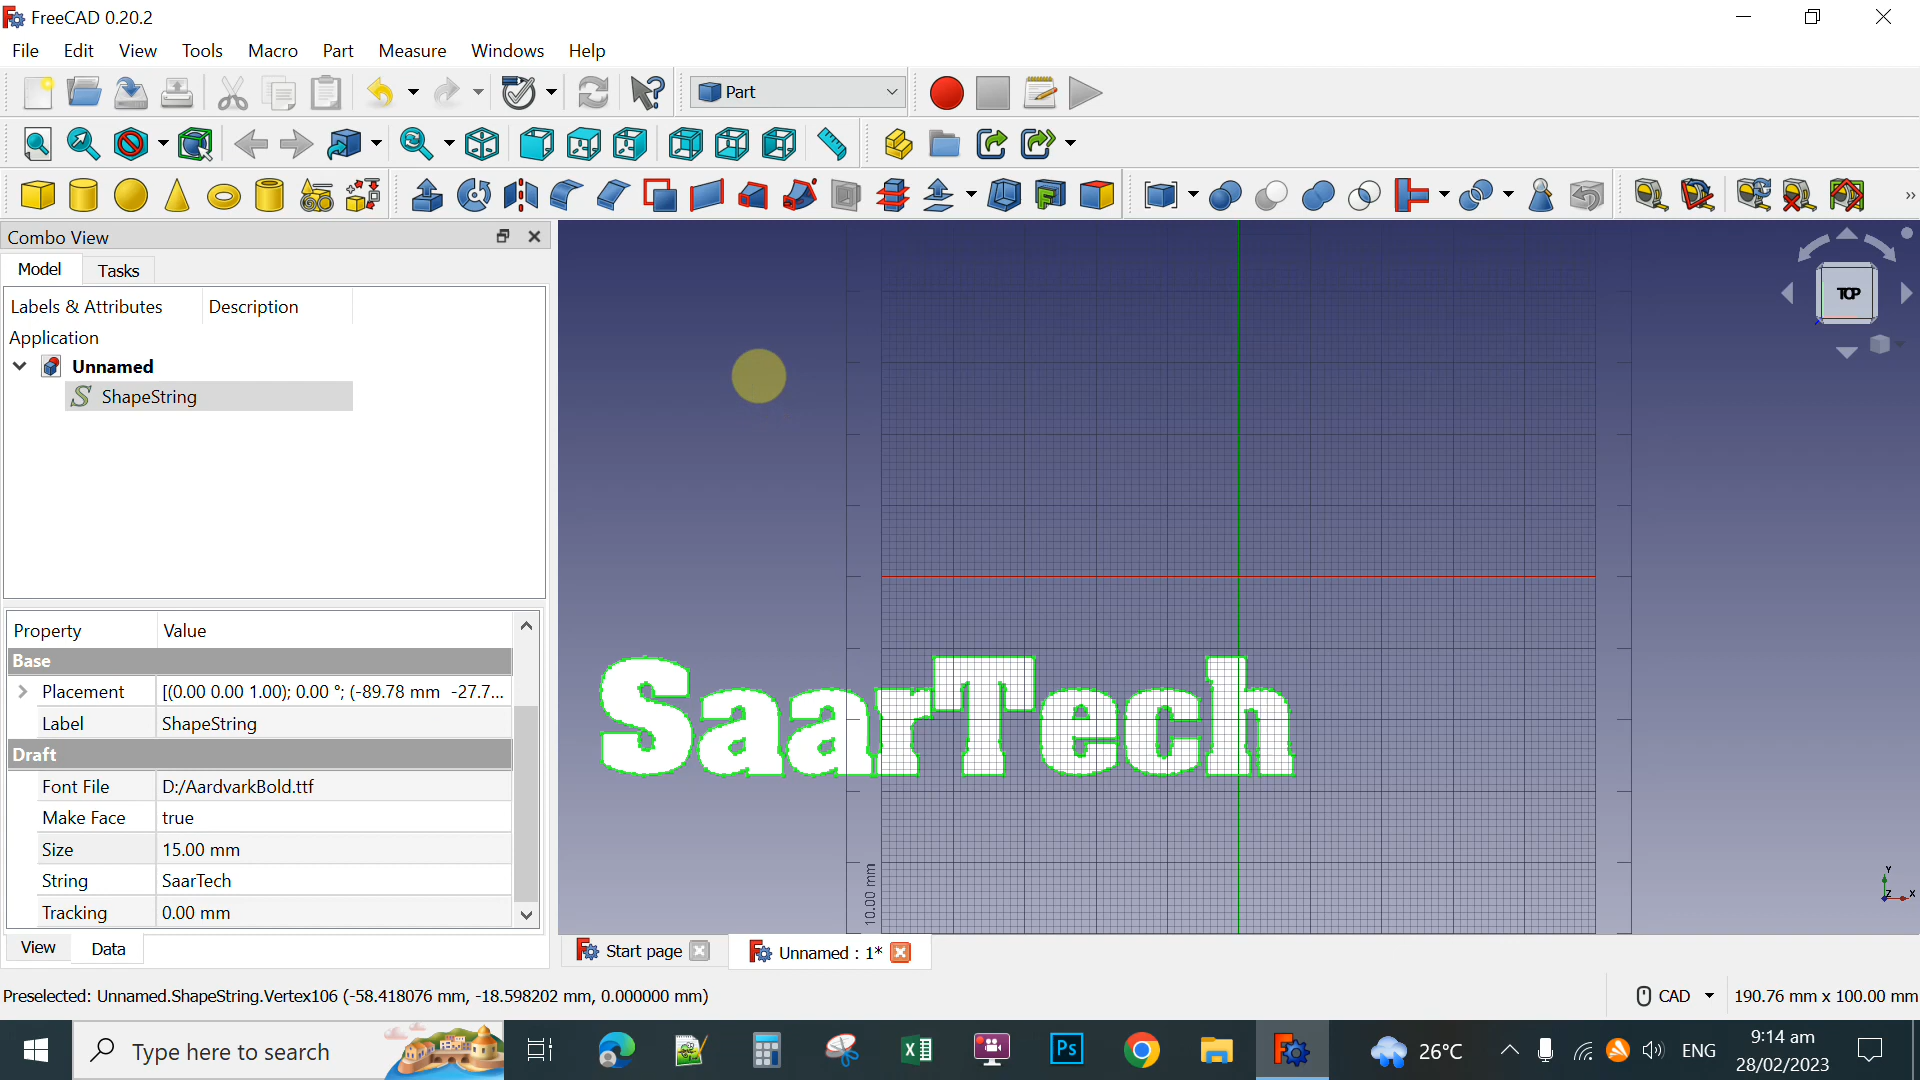 FreeCAD 0.20.2
File Edit View Tools Macro Part Measure Windows Help
Part
Combo View
Model Tasks
Labels & Attributes Description
Application
Unnamed
ShapeString
TOP
Property Value
Base
Placement [(0.00 0.00 1.00); 0.00 °; (-89.78 mm -27.7...
Label ShapeString
Draft
Font File D:/AardvarkBold.ttf
Make Face true
Size 15.00 mm
String SaarTech
Tracking 0.00 mm
View Data
SaarTech
10.00 mm
Y
Z X
Start page Unnamed : 1*
Preselected: Unnamed.ShapeString.Vertex106 (-58.418076 mm, -18.598202 mm, 0.000000 mm)
CAD 190.76 mm x 100.00 mm
Type here to search
Ps
26°C
ENG
9:14 am
28/02/2023